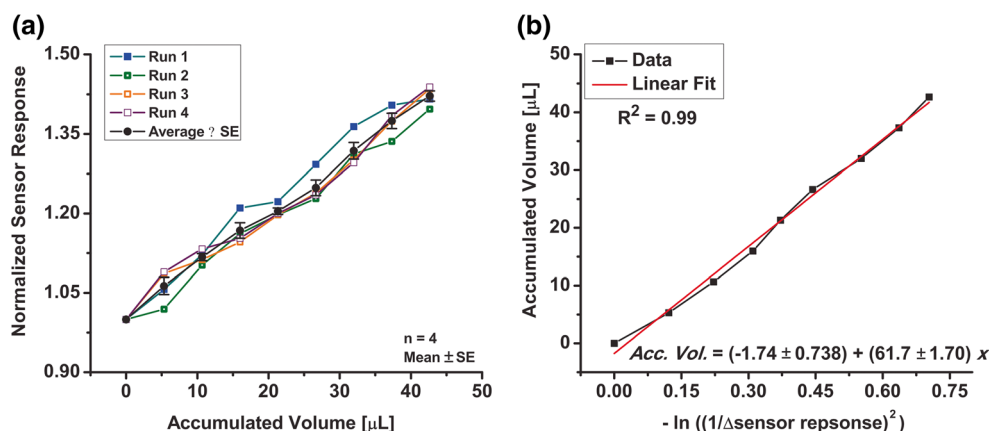 (a)
Run 1
Run 2
Run 3
Run 4
Average ? SE
Normalized Sensor Response
1.50
1.35
1.20
1.05
0.90
n = 4
Mean ± SE
0
10
20
30
40
50
Accumulated Volume [µL]
(b)
Data
Linear Fit
R² = 0.99
Accumulated Volume [µL]
50
40
30
20
10
0
Acc. Vol. = (-1.74 ± 0.738) + (61.7 ± 1.70) x
0.00
0.15
0.30
0.45
0.60
0.75
- ln ((1/Δsensor repsonse)²)